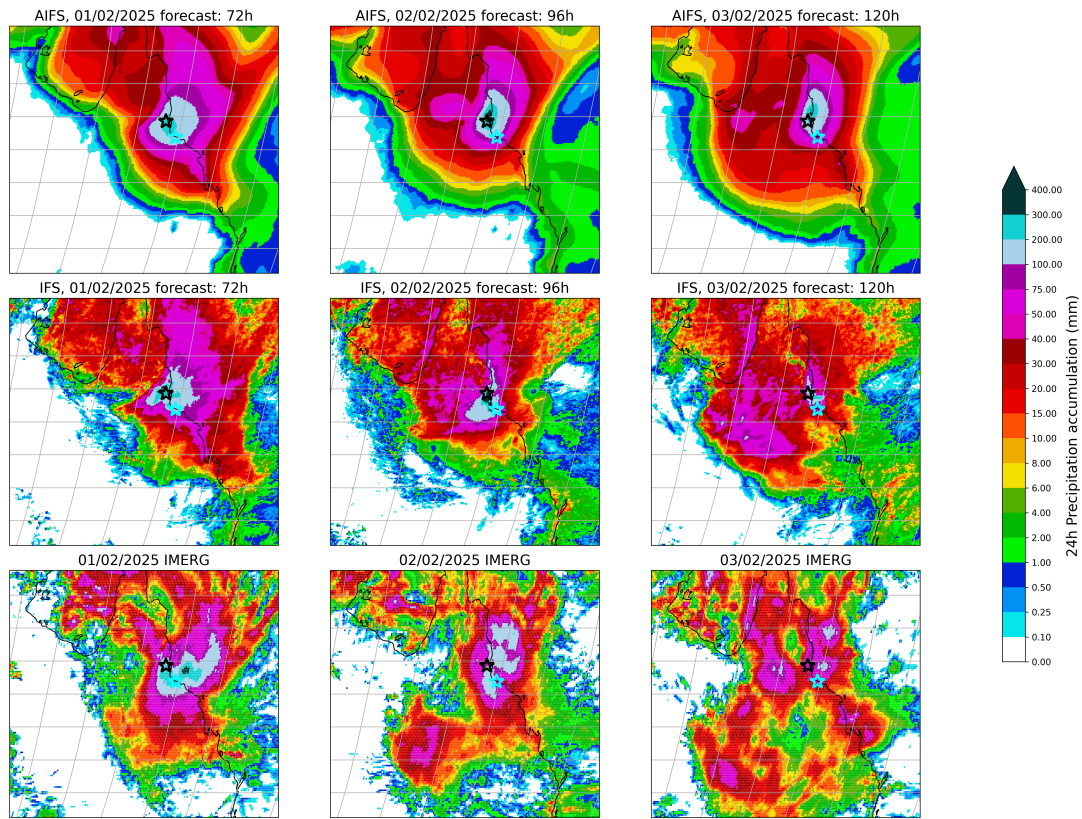 AIFS, 01/02/2025 forecast: 72h
AIFS, 02/02/2025 forecast: 96h
AIFS, 03/02/2025 forecast: 120h
IFS, 01/02/2025 forecast: 72h
IFS, 02/02/2025 forecast: 96h
IFS, 03/02/2025 forecast: 120h
01/02/2025 IMERG
02/02/2025 IMERG
03/02/2025 IMERG
400.00
300.00
200.00
100.00
75.00
50.00
40.00
30.00
20.00
15.00
10.00
8.00
6.00
4.00
2.00
1.00
0.50
0.25
0.10
0.00
24h Precipitation accumulation (mm)